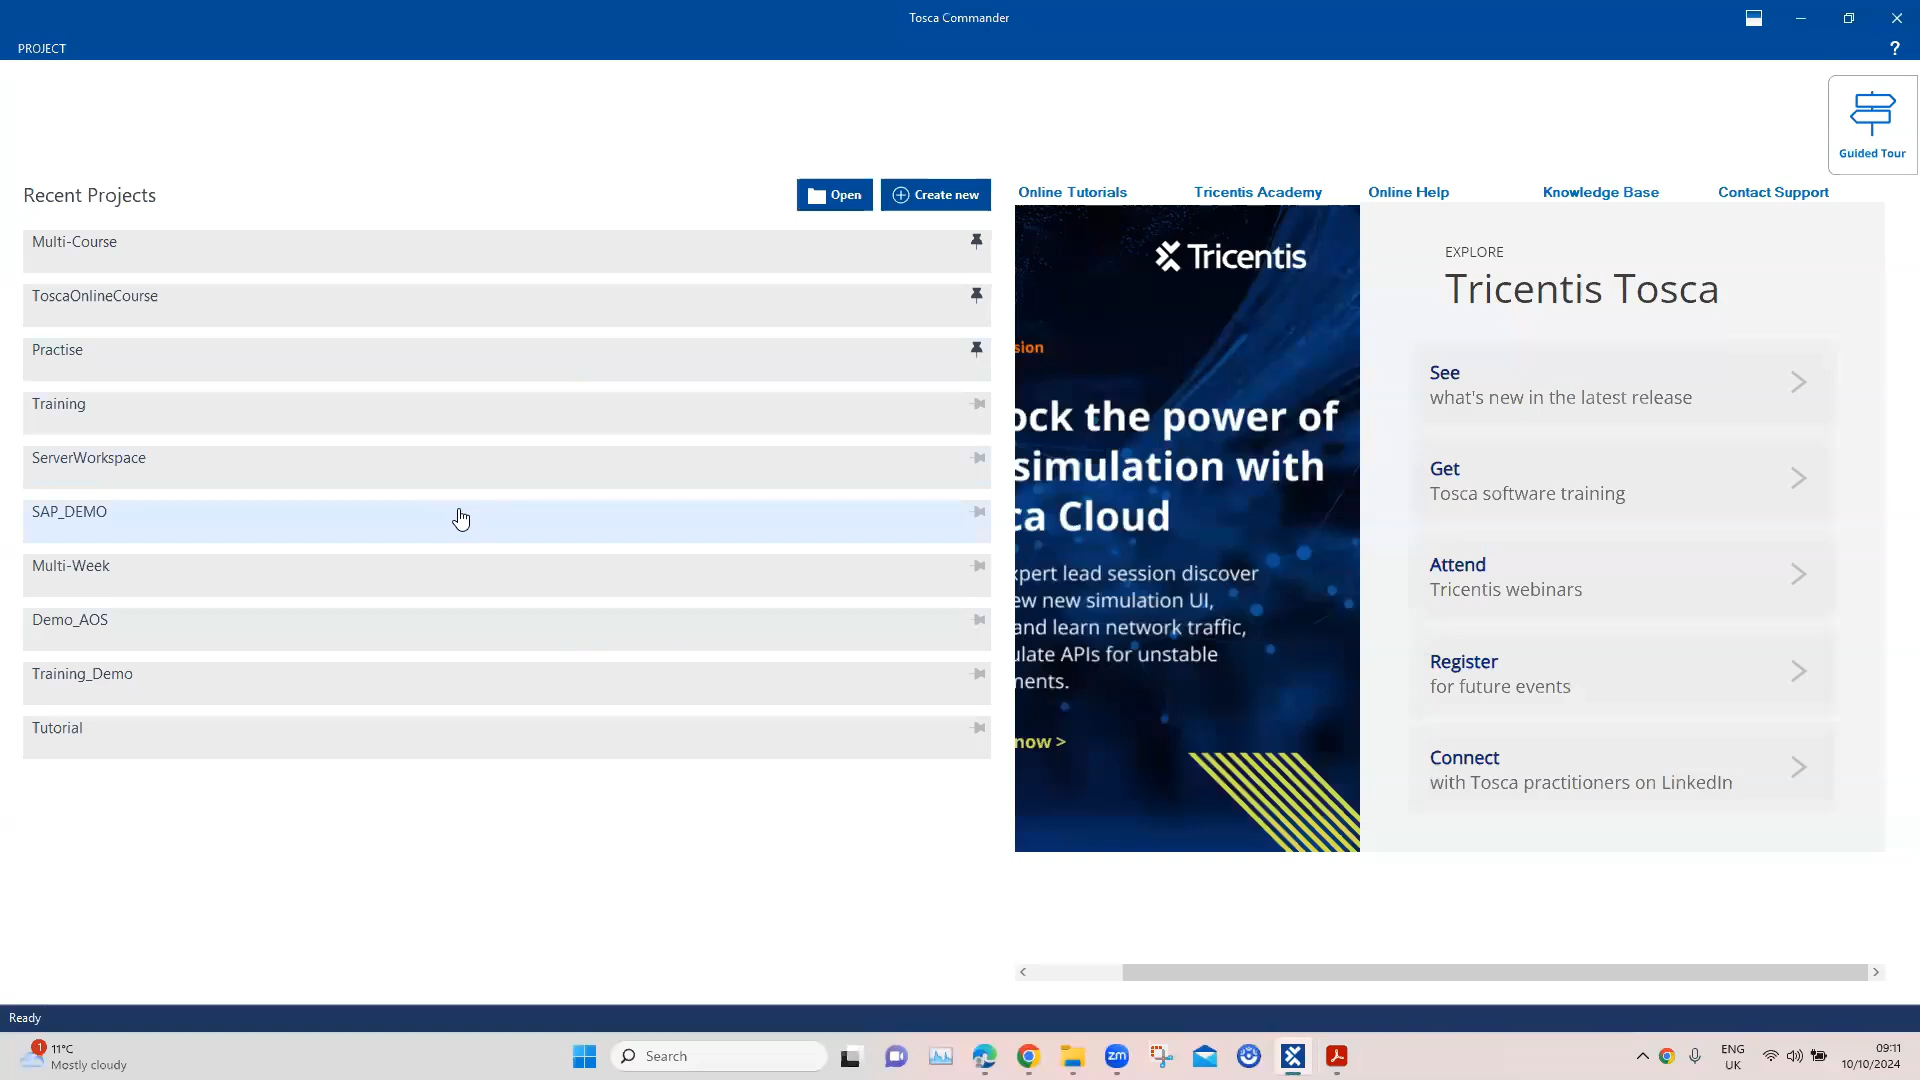 Tosca Commander
PROJECT
?
Guided Tour
Recent Projects
Open
Create new
Online Tutorials
Tricentis Academy
Online Help
Knowledge Base
Contact Support
Multi-Course
ToscaOnlineCourse
Practise
Training
ServerWorkspace
SAP_DEMO
Multi-Week
Demo_AOS
Training_Demo
Tutorial
Tricentis
sion
ock the power of
simulation with
ca Cloud
xpert lead session discover
ew new simulation UI,
and learn network traffic,
ulate APIs for unstable
ments.
now >
EXPLORE
Tricentis Tosca
See
what's new in the latest release
Get
Tosca software training
Attend
Tricentis webinars
Register
for future events
Connect
with Tosca practitioners on LinkedIn
Ready
1
11°C
Mostly cloudy
Search
zm
ENG
UK
09:11
10/10/2024